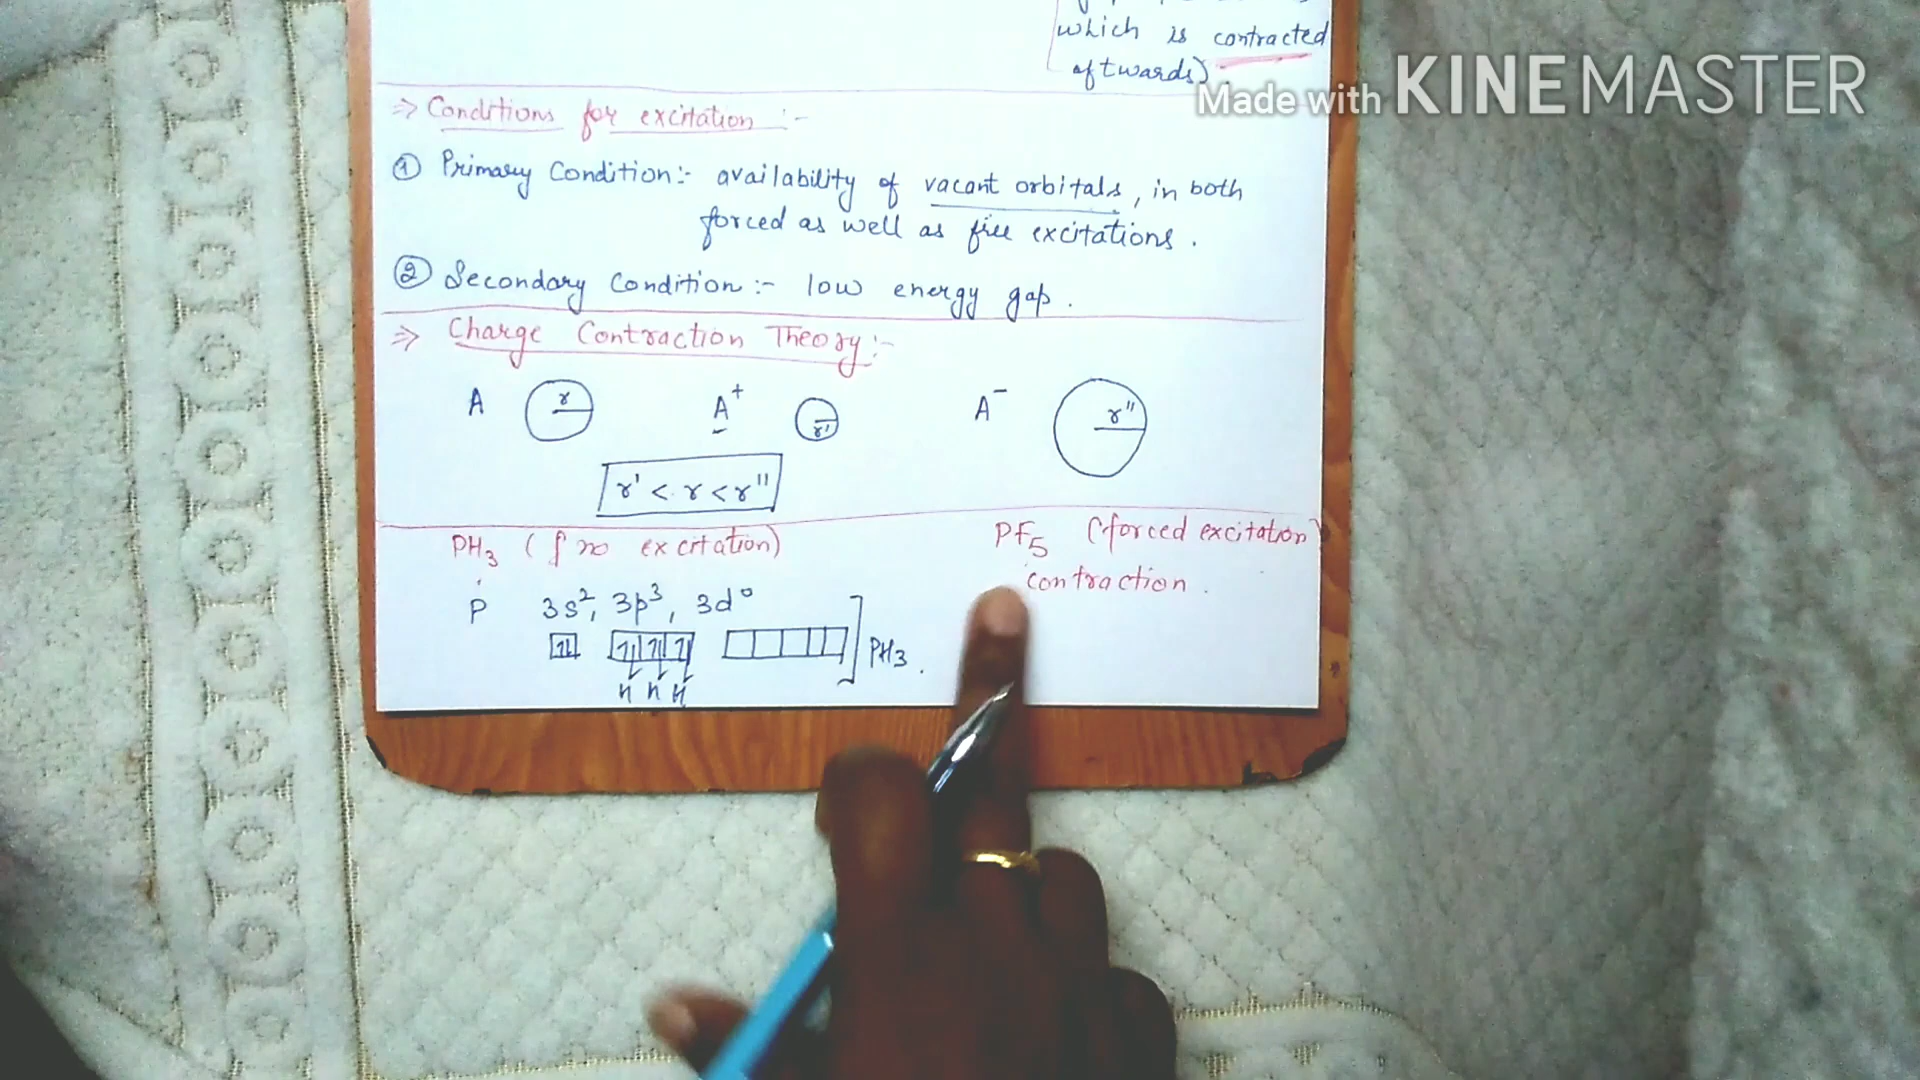 which is contracted
aftwards)
Made with KINEMASTER
⇒ Conditions for excitation :-
① Primary Condition:- availability of vacant orbitals, in both
forced as well as free excitations.
② Secondary Condition:- low energy gap.
⇒ Charge Contraction Theory:-
A r A⁺ r' A⁻ r"
r' < r < r"
PH₃ ( no excitation)
PF₅ (forced excitation)
contraction.
P 3s², 3p³, 3d⁰
PH₃.
H H H